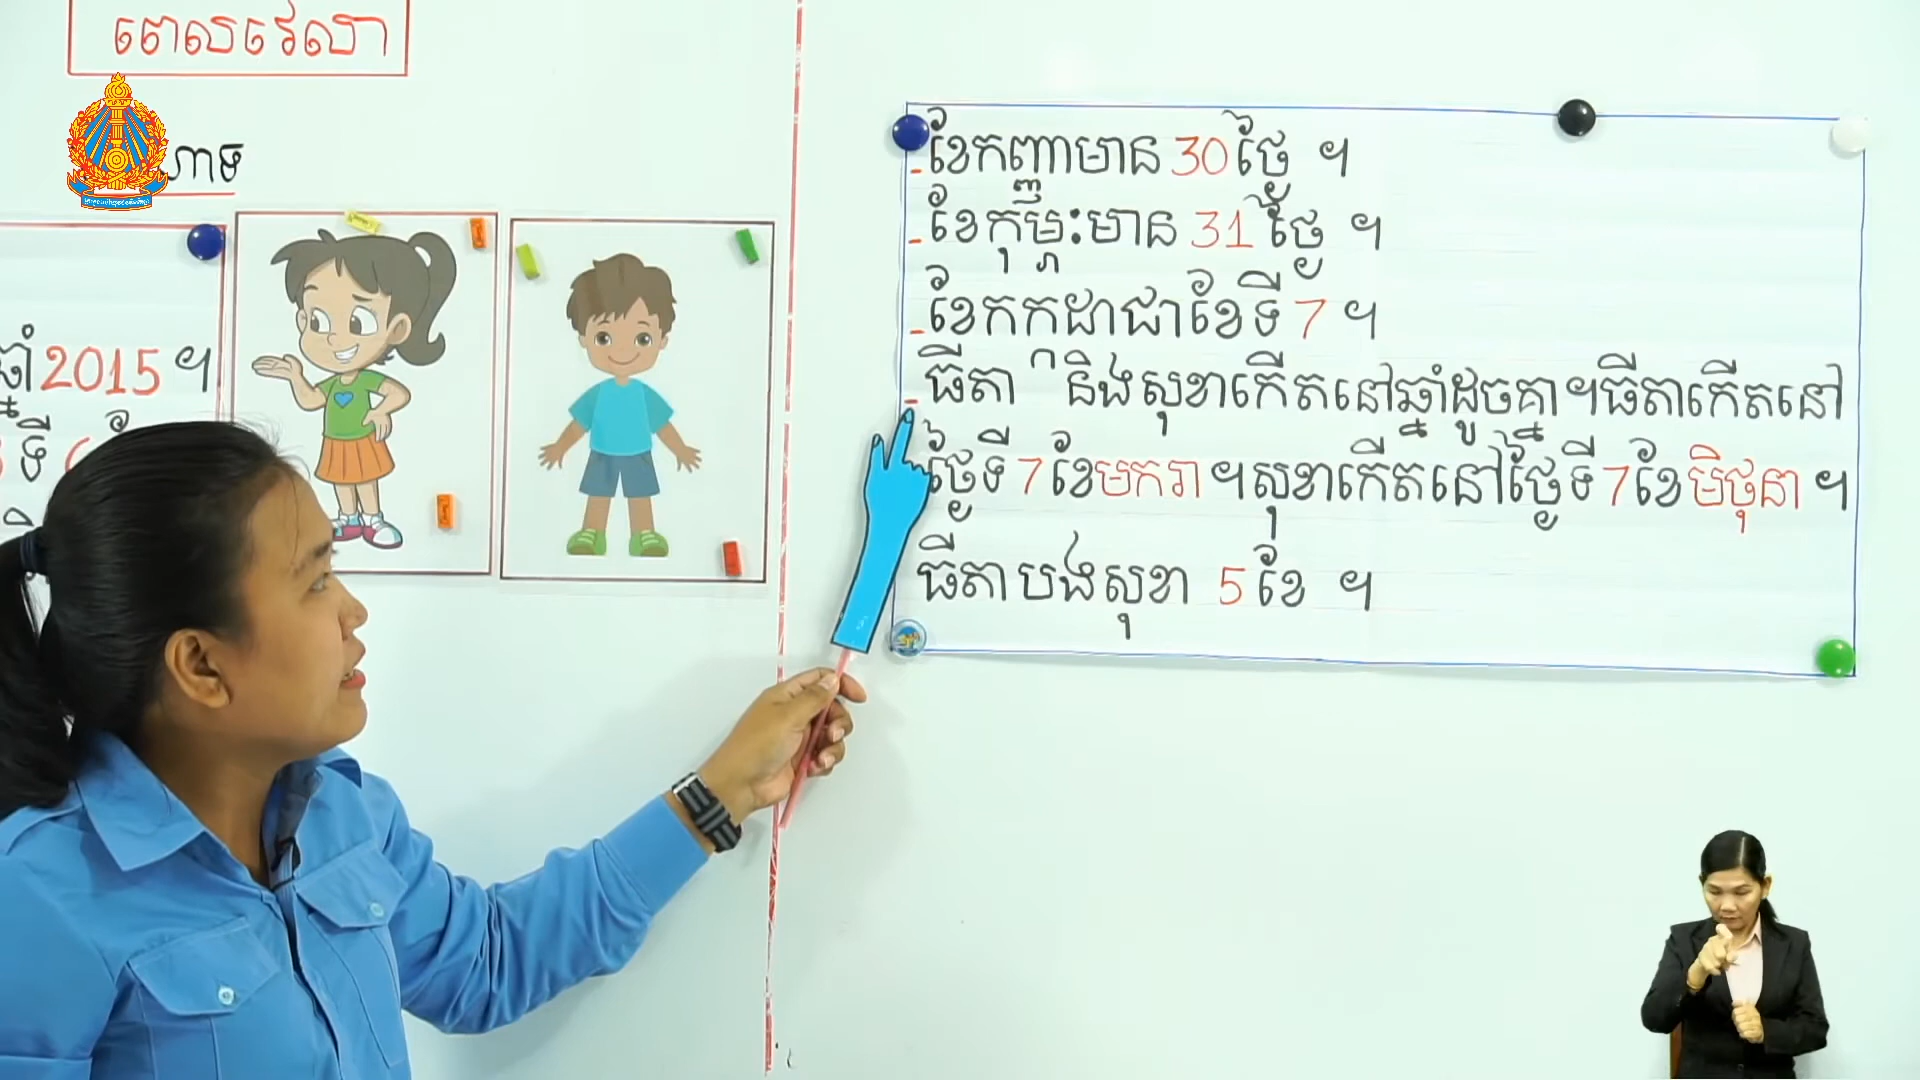 ពេលវេលា
ឆ្នាំ 2015 ។
ទី
ខែកញ្ញាមាន 30 ថ្ងៃ ។
ខែកុម្ភៈមាន 31 ថ្ងៃ ។
ខែកក្កដាជាខែទី 7 ។
ធីតា និងសុខាកើតនៅឆ្នាំដូចគ្នា។ធីតាកើតនៅ
ថ្ងៃទី 7 ខែមករា ។សុខាកើតនៅថ្ងៃទី 7 ខែមិថុនា ។
ធីតាបងសុខា 5 ខែ ។